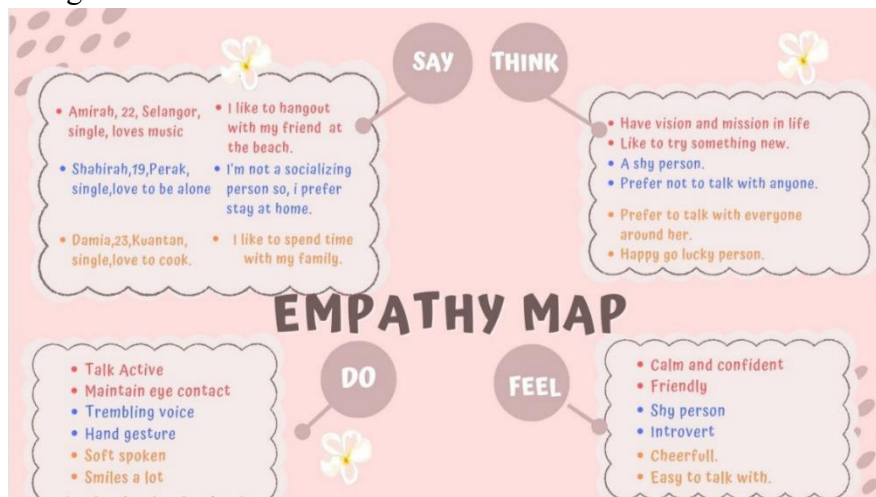 SAY
THINK
• Amirah, 22, Selangor,
single, loves music
• Shahirah,19,Perak,
single,love to be alone
• Damia,23,Kuantan,
single,love to cook.
• I like to hangout
with my friend at
the beach.
• I'm not a socializing
person so, i prefer
stay at home.
• I like to spend time
with my family.
• Have vision and mission in life
• Like to try something new.
• A shy person.
• Prefer not to talk with anyone.
• Prefer to talk with everyone
around her.
• Happy go lucky person.
EMPATHY MAP
DO
FEEL
• Talk Active
• Maintain eye contact
• Trembling voice
• Hand gesture
• Soft spoken
• Smiles a lot
• Calm and confident
• Friendly
• Shy person
• Introvert
• Cheerfull.
• Easy to talk with.